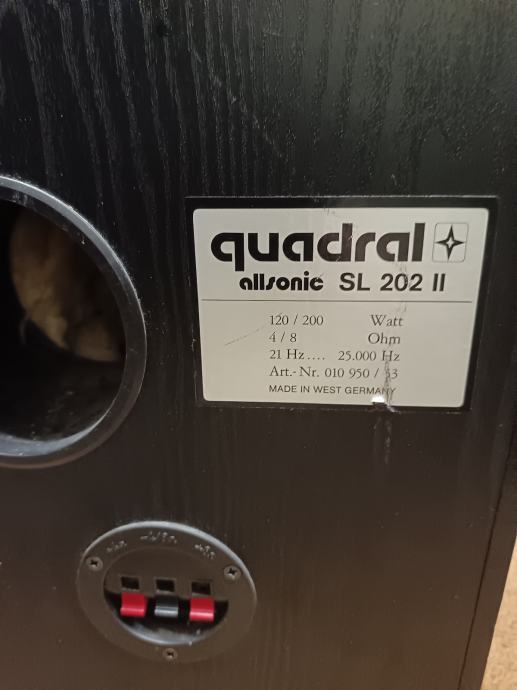 quadral
allsonic SL 202 II
120 / 200 Watt
4 / 8 Ohm
21 Hz.... 25.000 Hz
Art.- Nr. 010 950 / 33
MADE IN WEST GERMANY